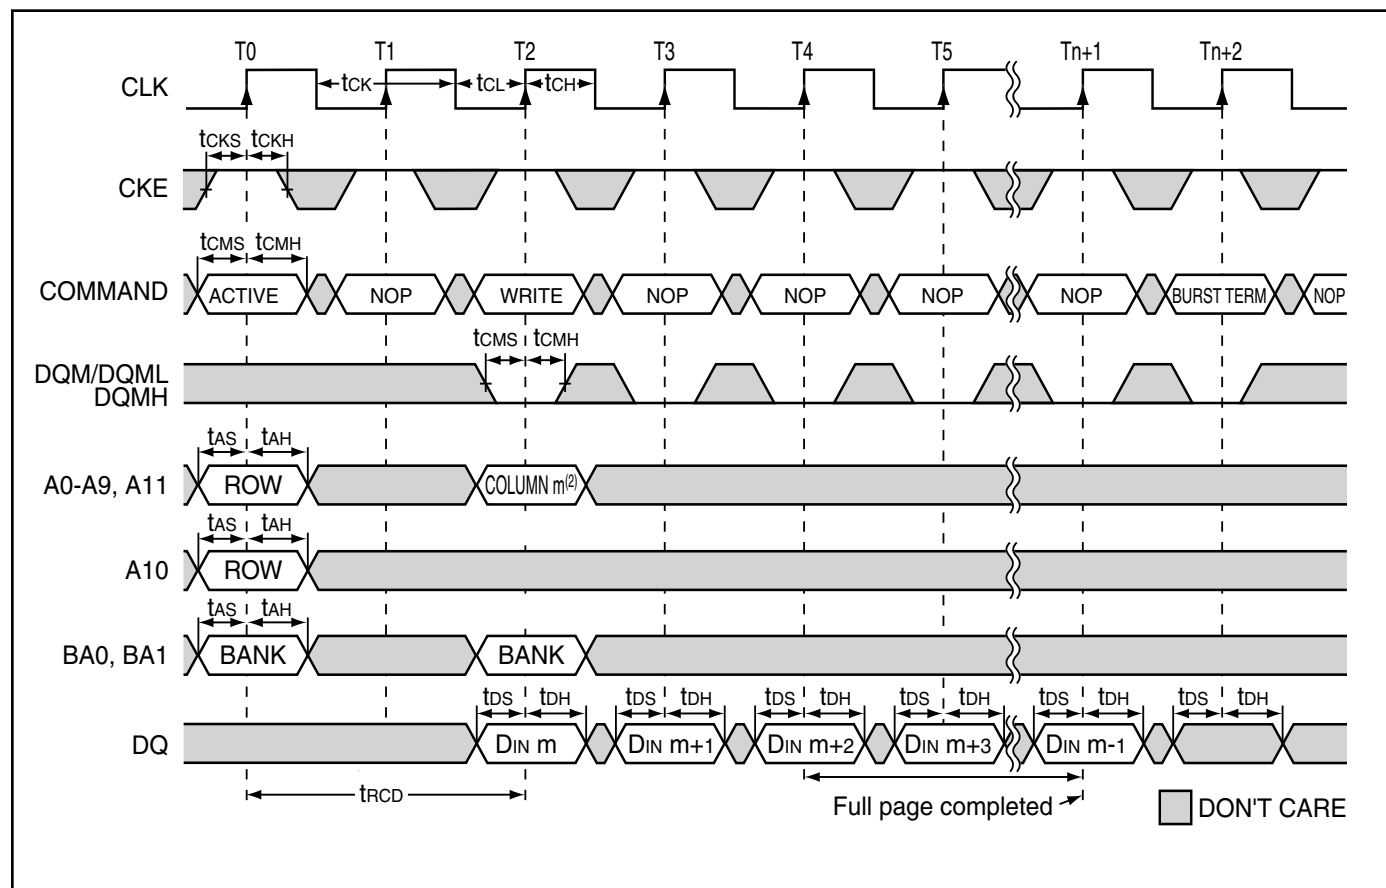 T0 T1 T2 T3 T4 T5 Tn+1 Tn+2
CLK tCK tCL tCH
tCKS tCKH
CKE
tCMS tCMH
COMMAND ACTIVE NOP WRITE NOP NOP NOP NOP BURST TERM NOP
tCMS tCMH
DQM/DQML
DQMH
tAS tAH
A0-A9, A11 ROW COLUMN m(2)
tAS tAH
A10 ROW
tAS tAH
BA0, BA1 BANK BANK
tDS tDH tDS tDH tDS tDH tDS tDH tDS tDH tDS tDH
DQ DIN m DIN m+1 DIN m+2 DIN m+3 DIN m-1
tRCD
Full page completed
DON'T CARE